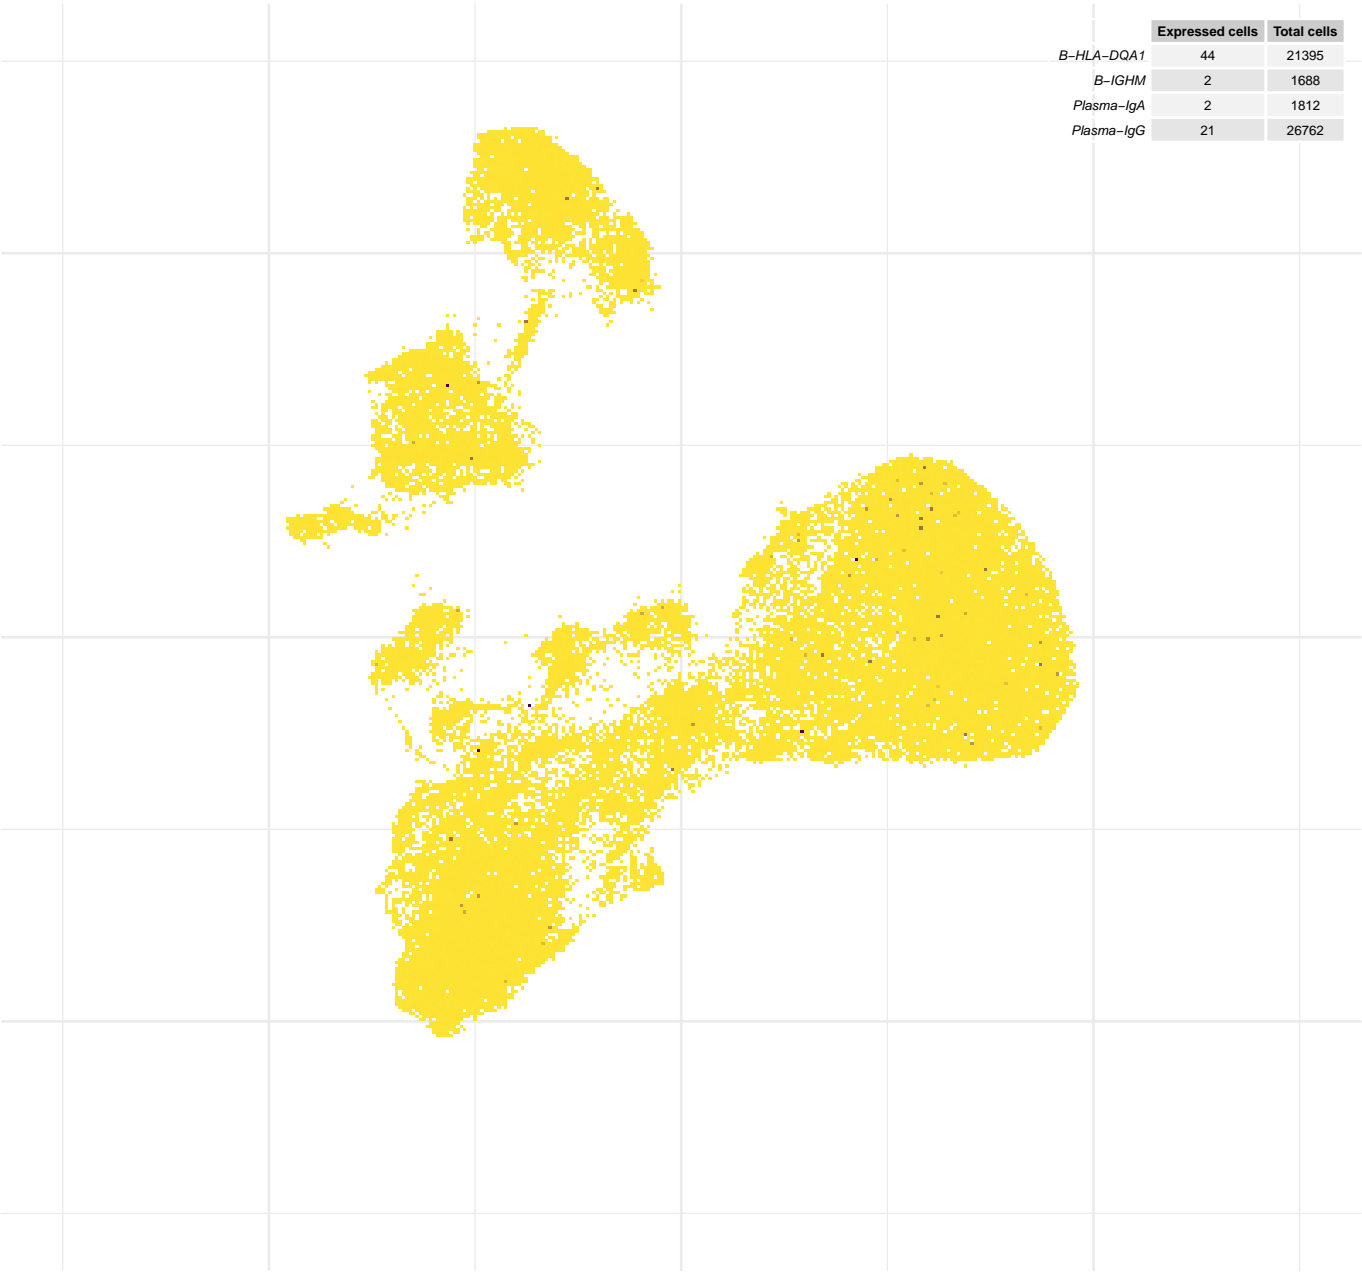 Expressed cells Total cells
B−HLA−DQA1 44 21395
B−IGHM 2 1688
Plasma−IgA 2 1812
Plasma−IgG 21 26762